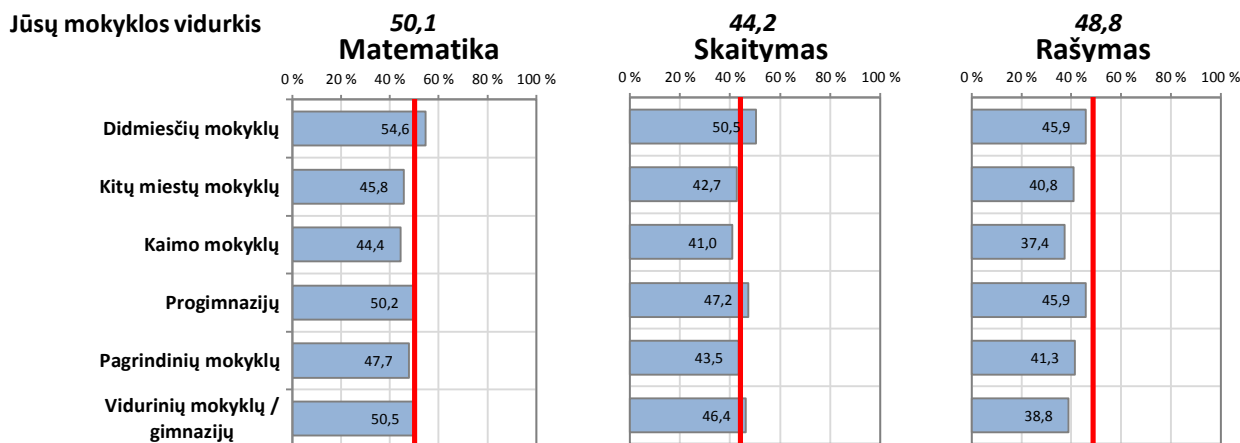 Jūsų mokyklos vidurkis 50,1 44,2 48,8
Matematika Skaitymas Rašymas
0 % 20 % 40 % 60 % 80 % 100 % 0 % 20 % 40 % 60 % 80 % 100 % 0 % 20 % 40 % 60 % 80 % 100 %
Didmiesčių mokyklų 54,6 50,5 45,9
Kitų miestų mokyklų 45,8 42,7 40,8
Kaimo mokyklų 44,4 41,0 37,4
Progimnazijų 50,2 47,2 45,9
Pagrindinių mokyklų 47,7 43,5 41,3
Vidurinių mokyklų /
gimnazijų 50,5 46,4 38,8